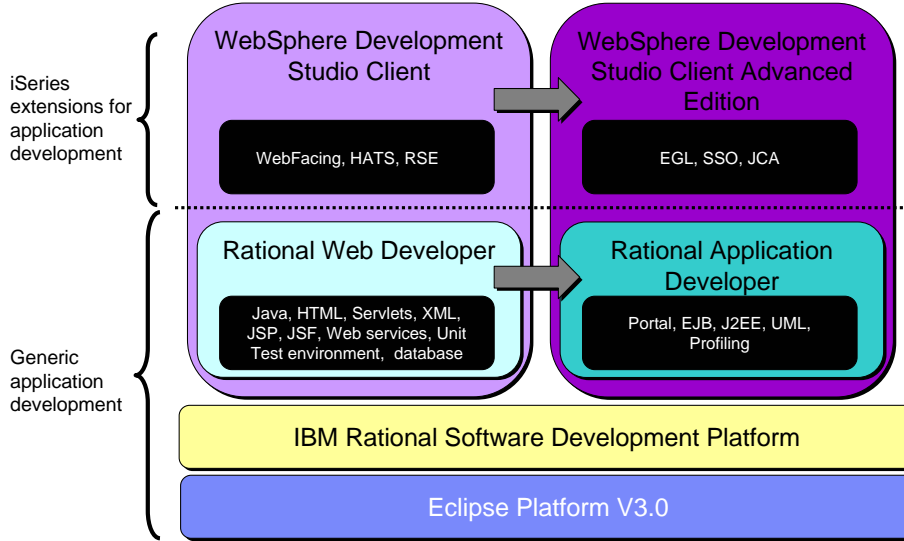 WebSphere Development
Studio Client
WebSphere Development
Studio Client Advanced
Edition
iSeries
extensions for
application
development
WebFacing, HATS, RSE
EGL, SSO, JCA
Rational Web Developer
Rational Application
Developer
Java, HTML, Servlets, XML,
JSP, JSF, Web services, Unit
Test environment, database
Portal, EJB, J2EE, UML,
Profiling
Generic
application
development
IBM Rational Software Development Platform
Eclipse Platform V3.0